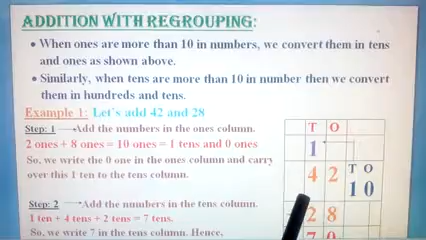 ADDITION WITH REGROUPING:
• When ones are more than 10 in numbers, we convert them in tens
and ones as shown above.
• Similarly, when tens are more than 10 in number then we convert
them in hundreds and tens.
Example 1: Let`s add 42 and 28
Step: 1 → Add the numbers in the ones column.
2 ones + 8 ones = 10 ones = 1 tens and 0 ones
So, we write the 0 one in the ones column and carry
over this 1 ten to the tens column.
Step: 2 → Add the numbers in the tens column.
1 ten + 4 tens + 2 tens = 7 tens.
So, we write 7 in the tens column. Hence,
T O
1
4 2 T O
1 0
2 8
7 0